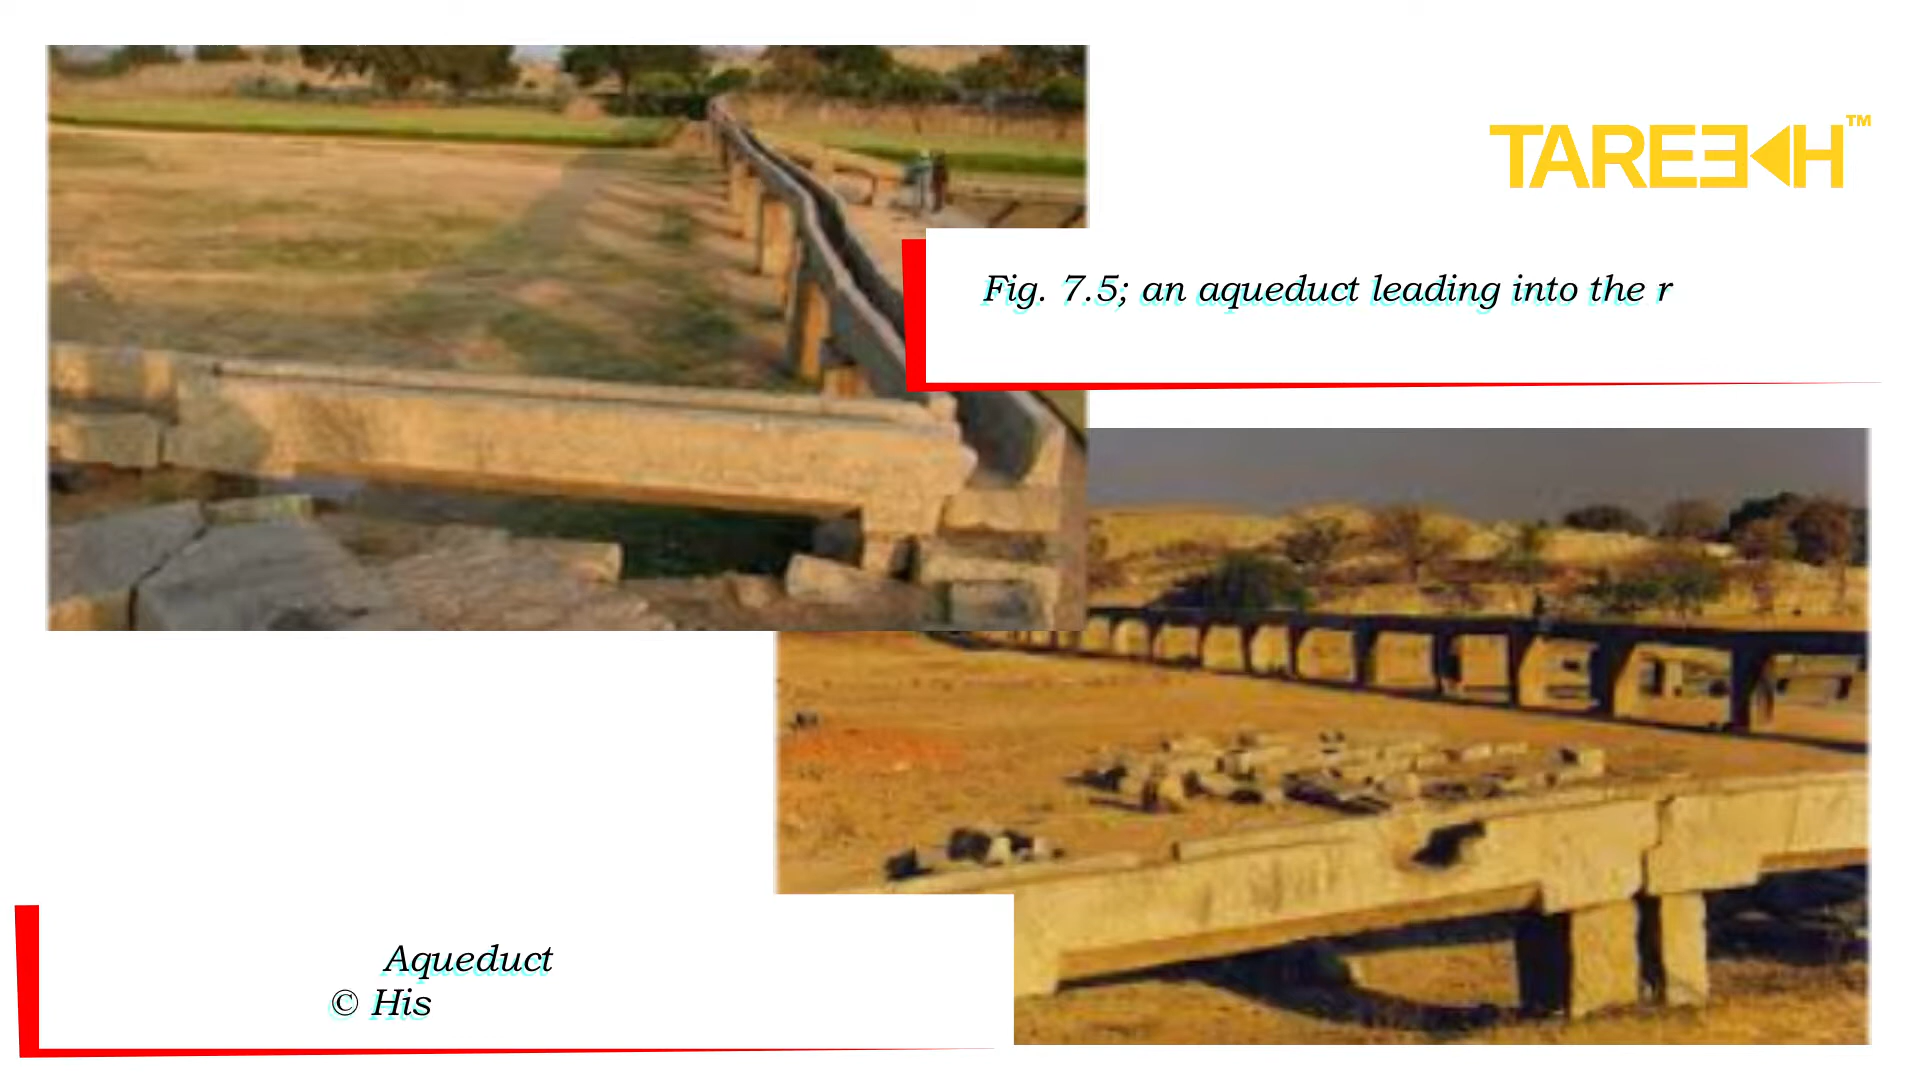 TAREEKH™
Fig. 7.5; an aqueduct leading into the r
Aqueduct
© His